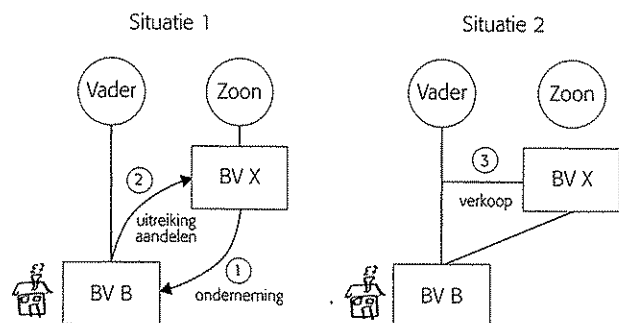 Situatie 1
Vader
Zoon
BV X
2
uitreiking
aandelen
1
onderneming
BV B
Situatie 2
Vader
Zoon
3
verkoop
BV X
BV B